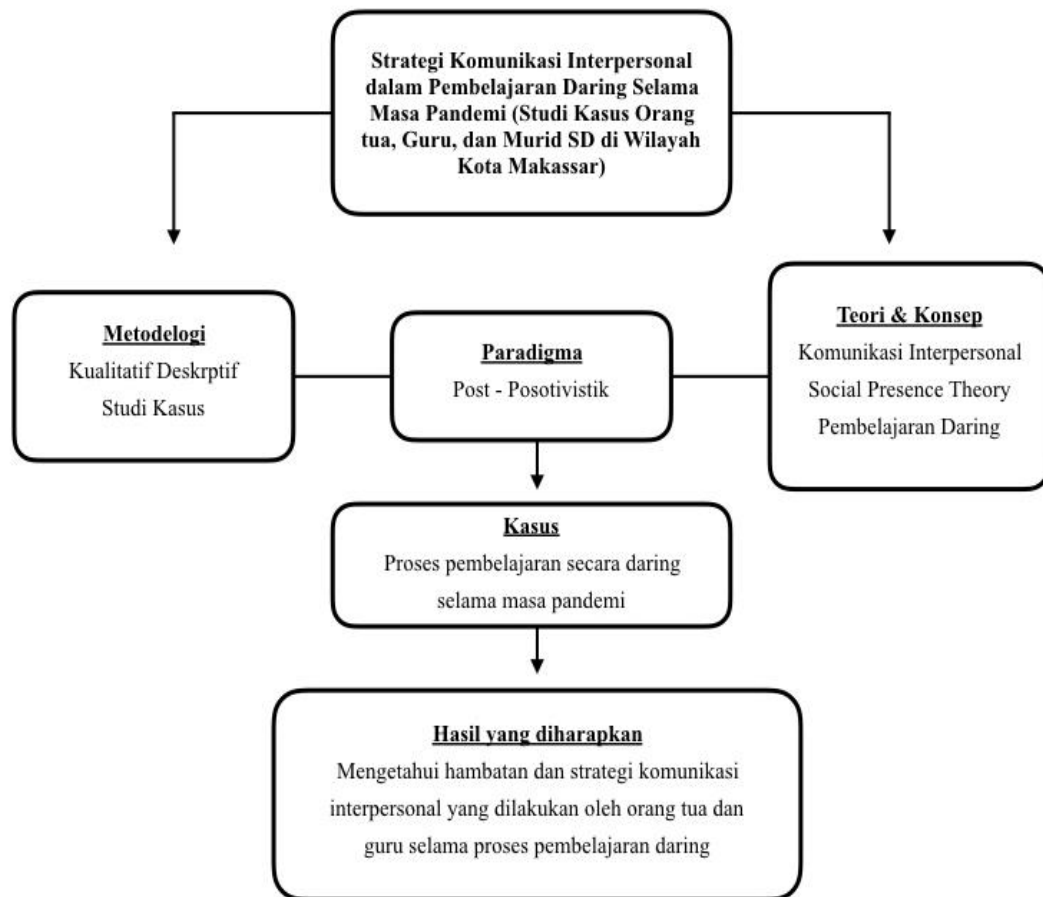 Strategi Komunikasi Interpersonal
dalam Pembelajaran Daring Selama
Masa Pandemi (Studi Kasus Orang
tua, Guru, dan Murid SD di Wilayah
Kota Makassar)
Metodelogi
Kualitatif Deskrptif
Studi Kasus
Paradigma
Post - Posotivistik
Teori & Konsep
Komunikasi Interpersonal
Social Presence Theory
Pembelajaran Daring
Kasus
Proses pembelajaran secara daring
selama masa pandemi
Hasil yang diharapkan
Mengetahui hambatan dan strategi komunikasi
interpersonal yang dilakukan oleh orang tua dan
guru selama proses pembelajaran daring